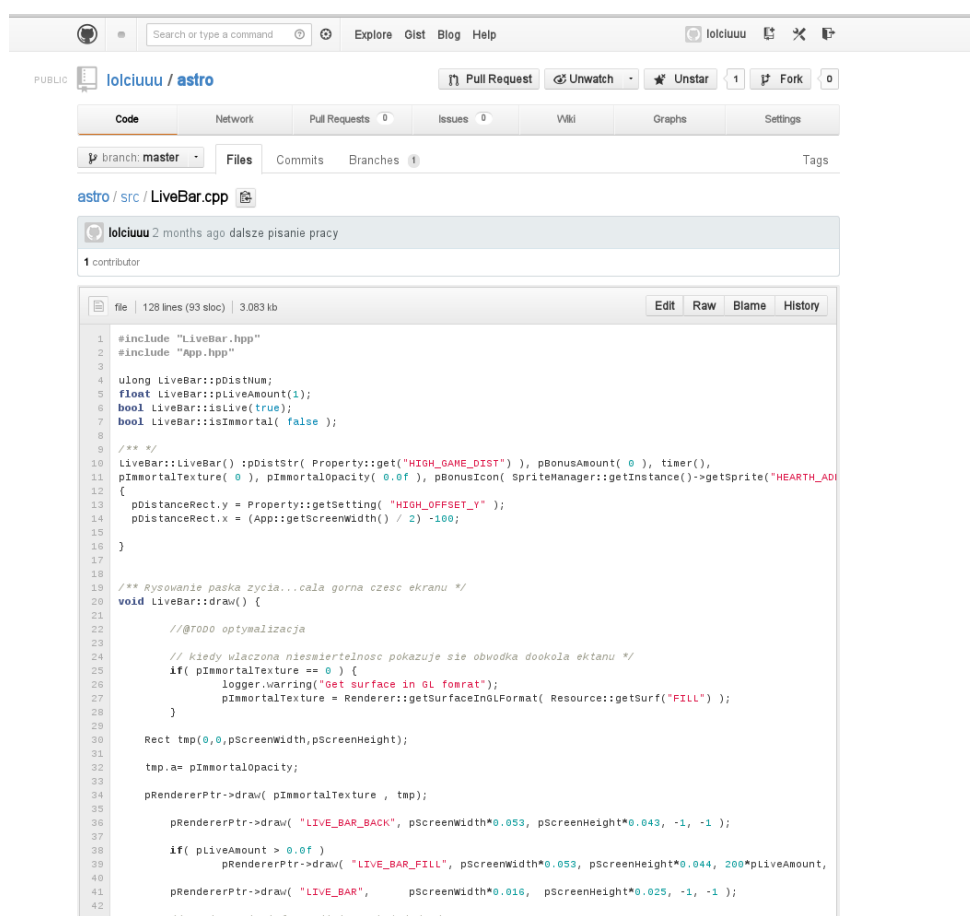 Search or type a command Explore Gist Blog Help lolciuuu
PUBLIC lolciuuu / astro Pull Request Unwatch Unstar 1 Fork 0
Code Network Pull Requests 0 Issues 0 Wiki Graphs Settings
branch: master Files Commits Branches 1 Tags
astro / src / LiveBar.cpp
lolciuuu 2 months ago dalsze pisanie pracy
1 contributor
file 128 lines (93 sloc) 3.083 kb Edit Raw Blame History
1 #include "LiveBar.hpp"
2 #include "App.hpp"
3
4 ulong LiveBar::pDistNum;
5 float LiveBar::pLiveAmount(1);
6 bool LiveBar::isLive(true);
7 bool LiveBar::isImmortal( false );
8
9 /** */
10 LiveBar::LiveBar() :pDistStr( Property::get("HIGH_GAME_DIST") ), pBonusAmount( 0 ), timer(),
11 pImmortalTexture( 0 ), pImmortalOpacity( 0.0f ), pBonusIcon( SpriteManager::getInstance()->getSprite("HEARTH_ADD
12 {
13 pDistanceRect.y = Property::getSetting( "HIGH_OFFSET_Y" );
14 pDistanceRect.x = (App::getScreenWidth() / 2) -100;
15
16 }
17
18
19 /** Rysowanie paska zycia...cala gorna czesc ekranu */
20 void LiveBar::draw() {
21
22 //@TODO optymalizacja
23
24 // kiedy wlaczona niesmiertelnosc pokazuje sie obwodka dookola ektanu */
25 if( pImmortalTexture == 0 ) {
26 logger.warring("Get surface in GL fomrat");
27 pImmortalTexture = Renderer::getSurfaceInGLFormat( Resource::getSurf("FILL") );
28 }
29
30 Rect tmp(0,0,pScreenWidth,pScreenHeight);
31
32 tmp.a= pImmortalOpacity;
33
34 pRendererPtr->draw( pImmortalTexture , tmp);
35
36 pRendererPtr->draw( "LIVE_BAR_BACK", pScreenWidth*0.053, pScreenHeight*0.043, -1, -1 );
37
38 if( pLiveAmount > 0.0f )
39 pRendererPtr->draw( "LIVE_BAR_FILL", pScreenWidth*0.053, pScreenHeight*0.044, 200*pLiveAmount,
40
41 pRendererPtr->draw( "LIVE_BAR", pScreenWidth*0.016, pScreenHeight*0.025, -1, -1 );
42